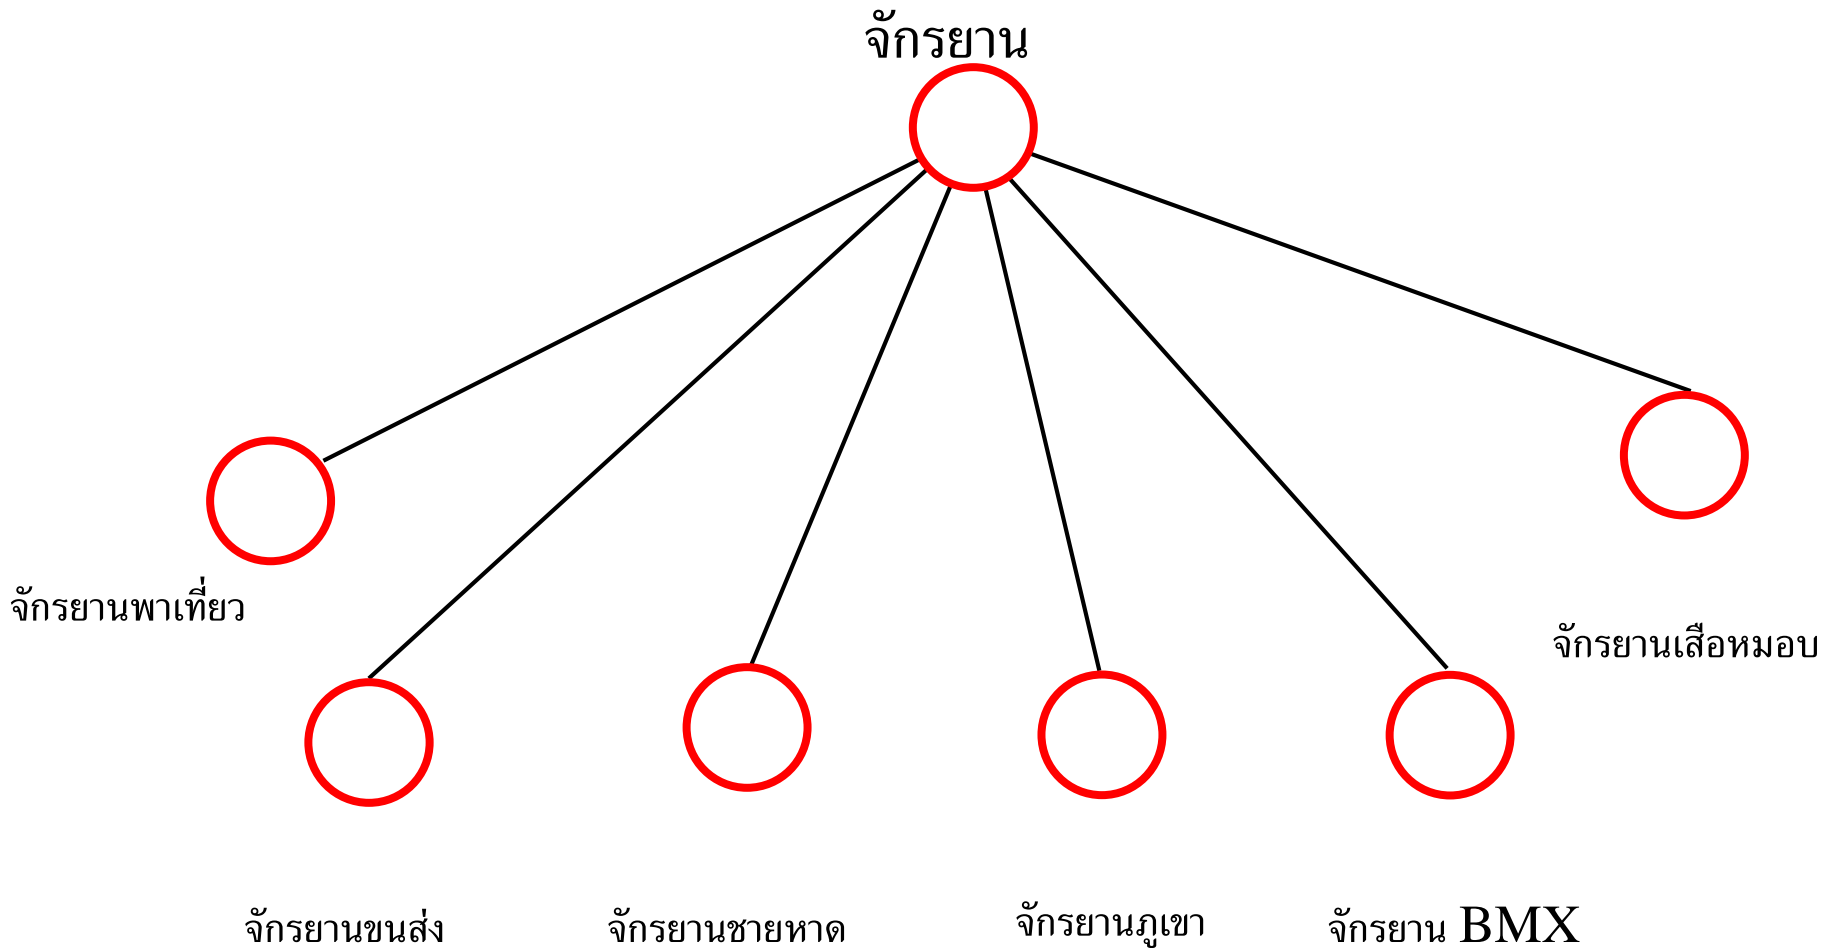 จักรยาน
จักรยานพาเที่ยว
จักรยานเสือหมอบ
จักรยานขนส่ง
จักรยานชายหาด
จักรยานภูเขา
จักรยาน BMX